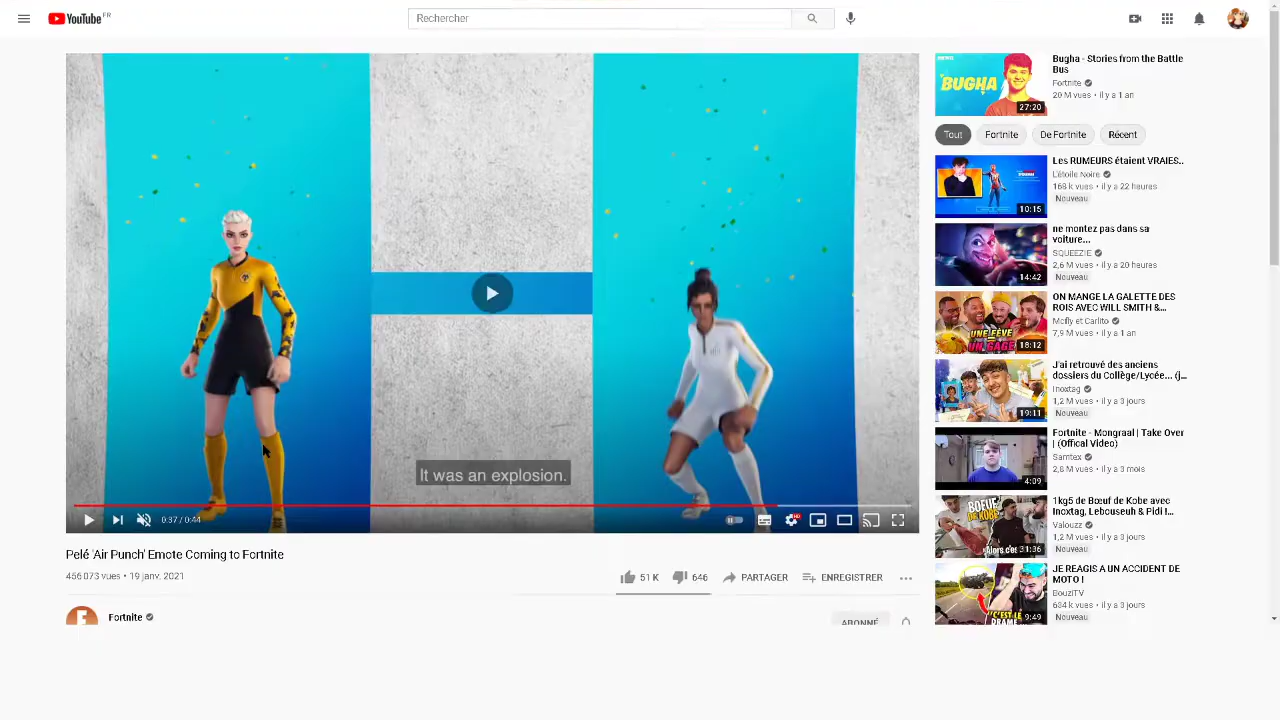 YouTube FR
Rechercher
It was an explosion.
0:37 / 0:44
HD
Pelé 'Air Punch' Emote Coming to Fortnite
456 073 vues • 19 janv. 2021
51 K
646
PARTAGER
ENREGISTRER
Fortnite
ABONNÉ
BUGHA
27:20
Bugha - Stories from the Battle
Bus
Fortnite
20 M vues • il y a 1 an
Tout
Fortnite
De Fortnite
Récent
10:15
Les RUMEURS étaient VRAIES..
L'étoile Noire
168 k vues • il y a 22 heures
Nouveau
14:42
ne montez pas dans sa
voiture...
SQUEEZIE
2,6 M vues • il y a 20 heures
Nouveau
UNE FÈVE
=
UN GAGE
18:12
ON MANGE LA GALETTE DES
ROIS AVEC WILL SMITH &...
Mcfly et Carlito
7,9 M vues • il y a 1 an
19:11
J'ai retrouvé des anciens
dossiers du Collège/Lycée... (j...
Inoxtag
1,2 M vues • il y a 3 jours
Nouveau
4:09
Fortnite - Mongraal | Take Over
| (Offical Video)
Samtex
2,8 M vues • il y a 3 mois
BOEUF
DE KOBE
31:36
1kg5 de Bœuf de Kobe avec
Inoxtag, Lebouseuh & Pidi !...
Valouzz
1,2 M vues • il y a 3 jours
Nouveau
C'EST LE
DRAME
9:49
JE REAGIS A UN ACCIDENT DE
MOTO !
BouziTV
634 k vues • il y a 3 jours
Nouveau